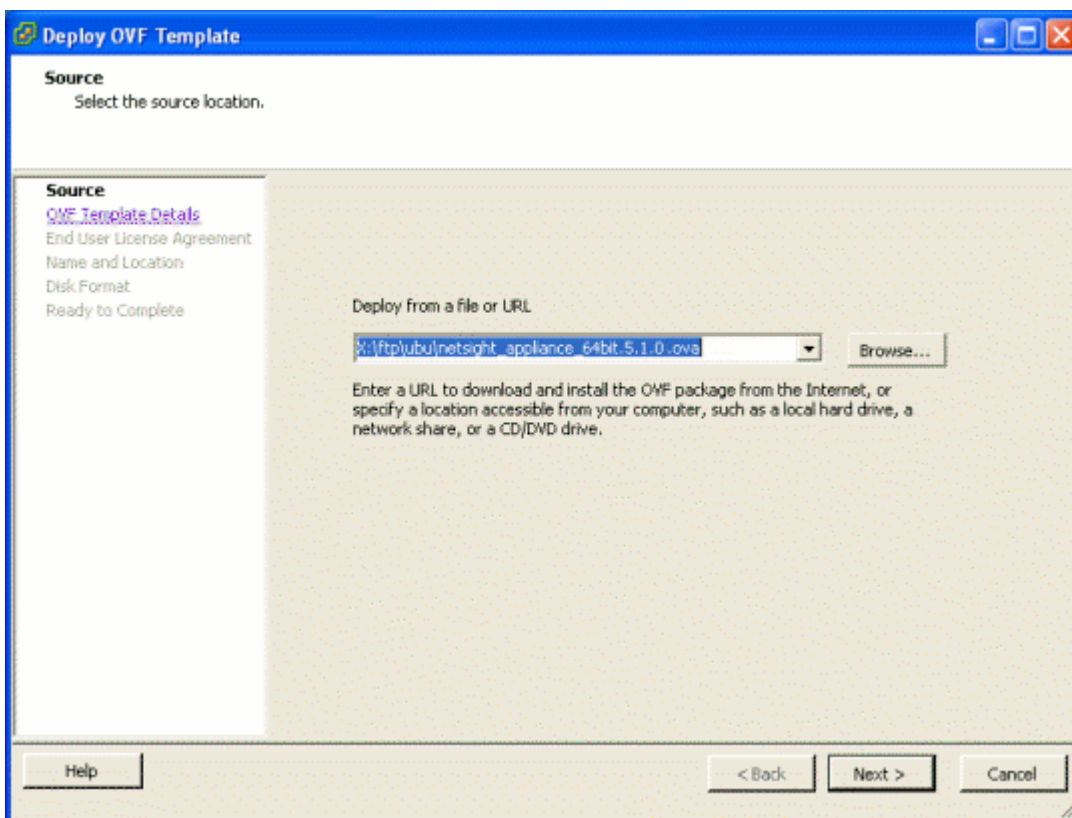 Deploy OVF Template
Source
Select the source location.
Source
OVF Template Details
End User License Agreement
Name and Location
Disk Format
Ready to Complete
Deploy from a file or URL
X:\ftp\ubu\netsight_appliance_64bit.5.1.0.ova
Browse...
Enter a URL to download and install the OVF package from the Internet, or
specify a location accessible from your computer, such as a local hard drive, a
network share, or a CD/DVD drive.
Help
< Back
Next >
Cancel